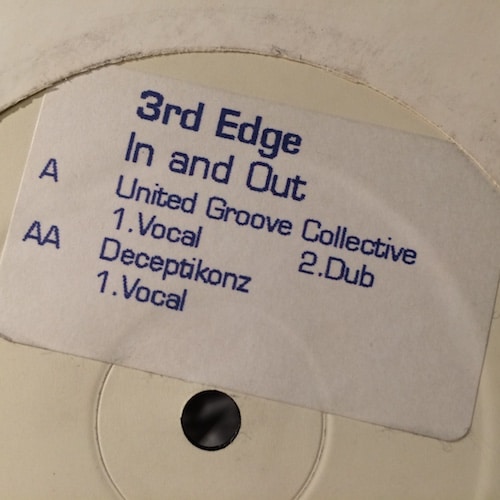 3rd Edge
In and Out
A United Groove Collective
1.Vocal 2.Dub
AA Deceptikonz
1.Vocal